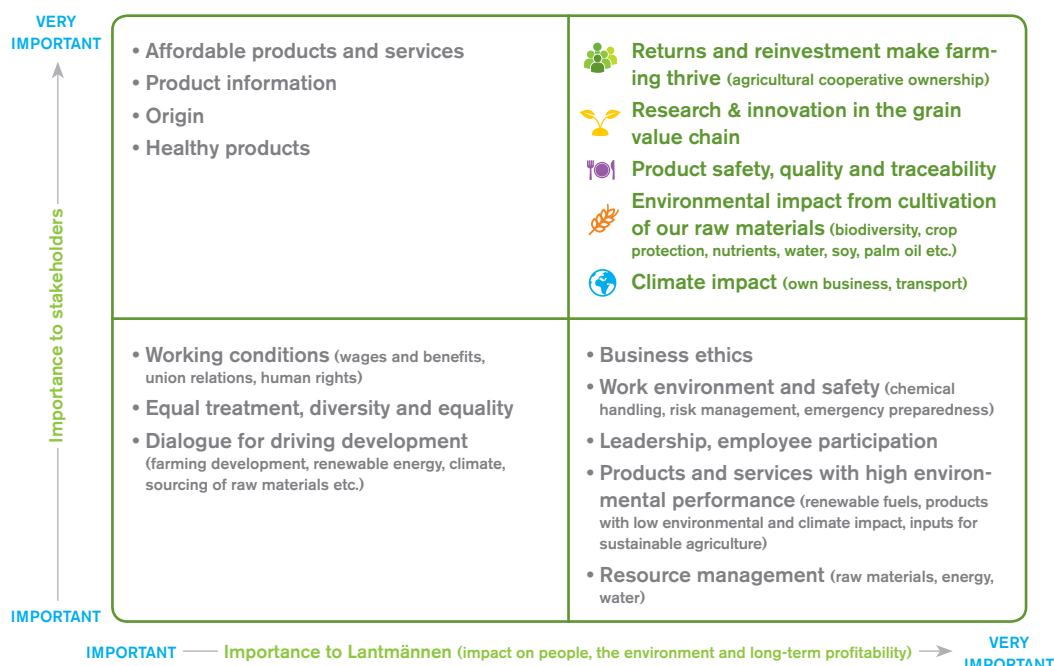 VERY
IMPORTANT
• Affordable products and services
• Product information
• Origin
• Healthy products
Returns and reinvestment make farm-
ing thrive (agricultural cooperative ownership)
Research & innovation in the grain
value chain
Product safety, quality and traceability
Environmental impact from cultivation
of our raw materials (biodiversity, crop
protection, nutrients, water, soy, palm oil etc.)
Climate impact (own business, transport)
Importance to stakeholders
• Working conditions (wages and benefits,
union relations, human rights)
• Equal treatment, diversity and equality
• Dialogue for driving development
(farming development, renewable energy, climate,
sourcing of raw materials etc.)
• Business ethics
• Work environment and safety (chemical
handling, risk management, emergency preparedness)
• Leadership, employee participation
• Products and services with high environ-
mental performance (renewable fuels, products
with low environmental and climate impact, inputs for
sustainable agriculture)
• Resource management (raw materials, energy,
water)
IMPORTANT
IMPORTANT
Importance to Lantmännen (impact on people, the environment and long-term profitability)
VERY
IMPORTANT